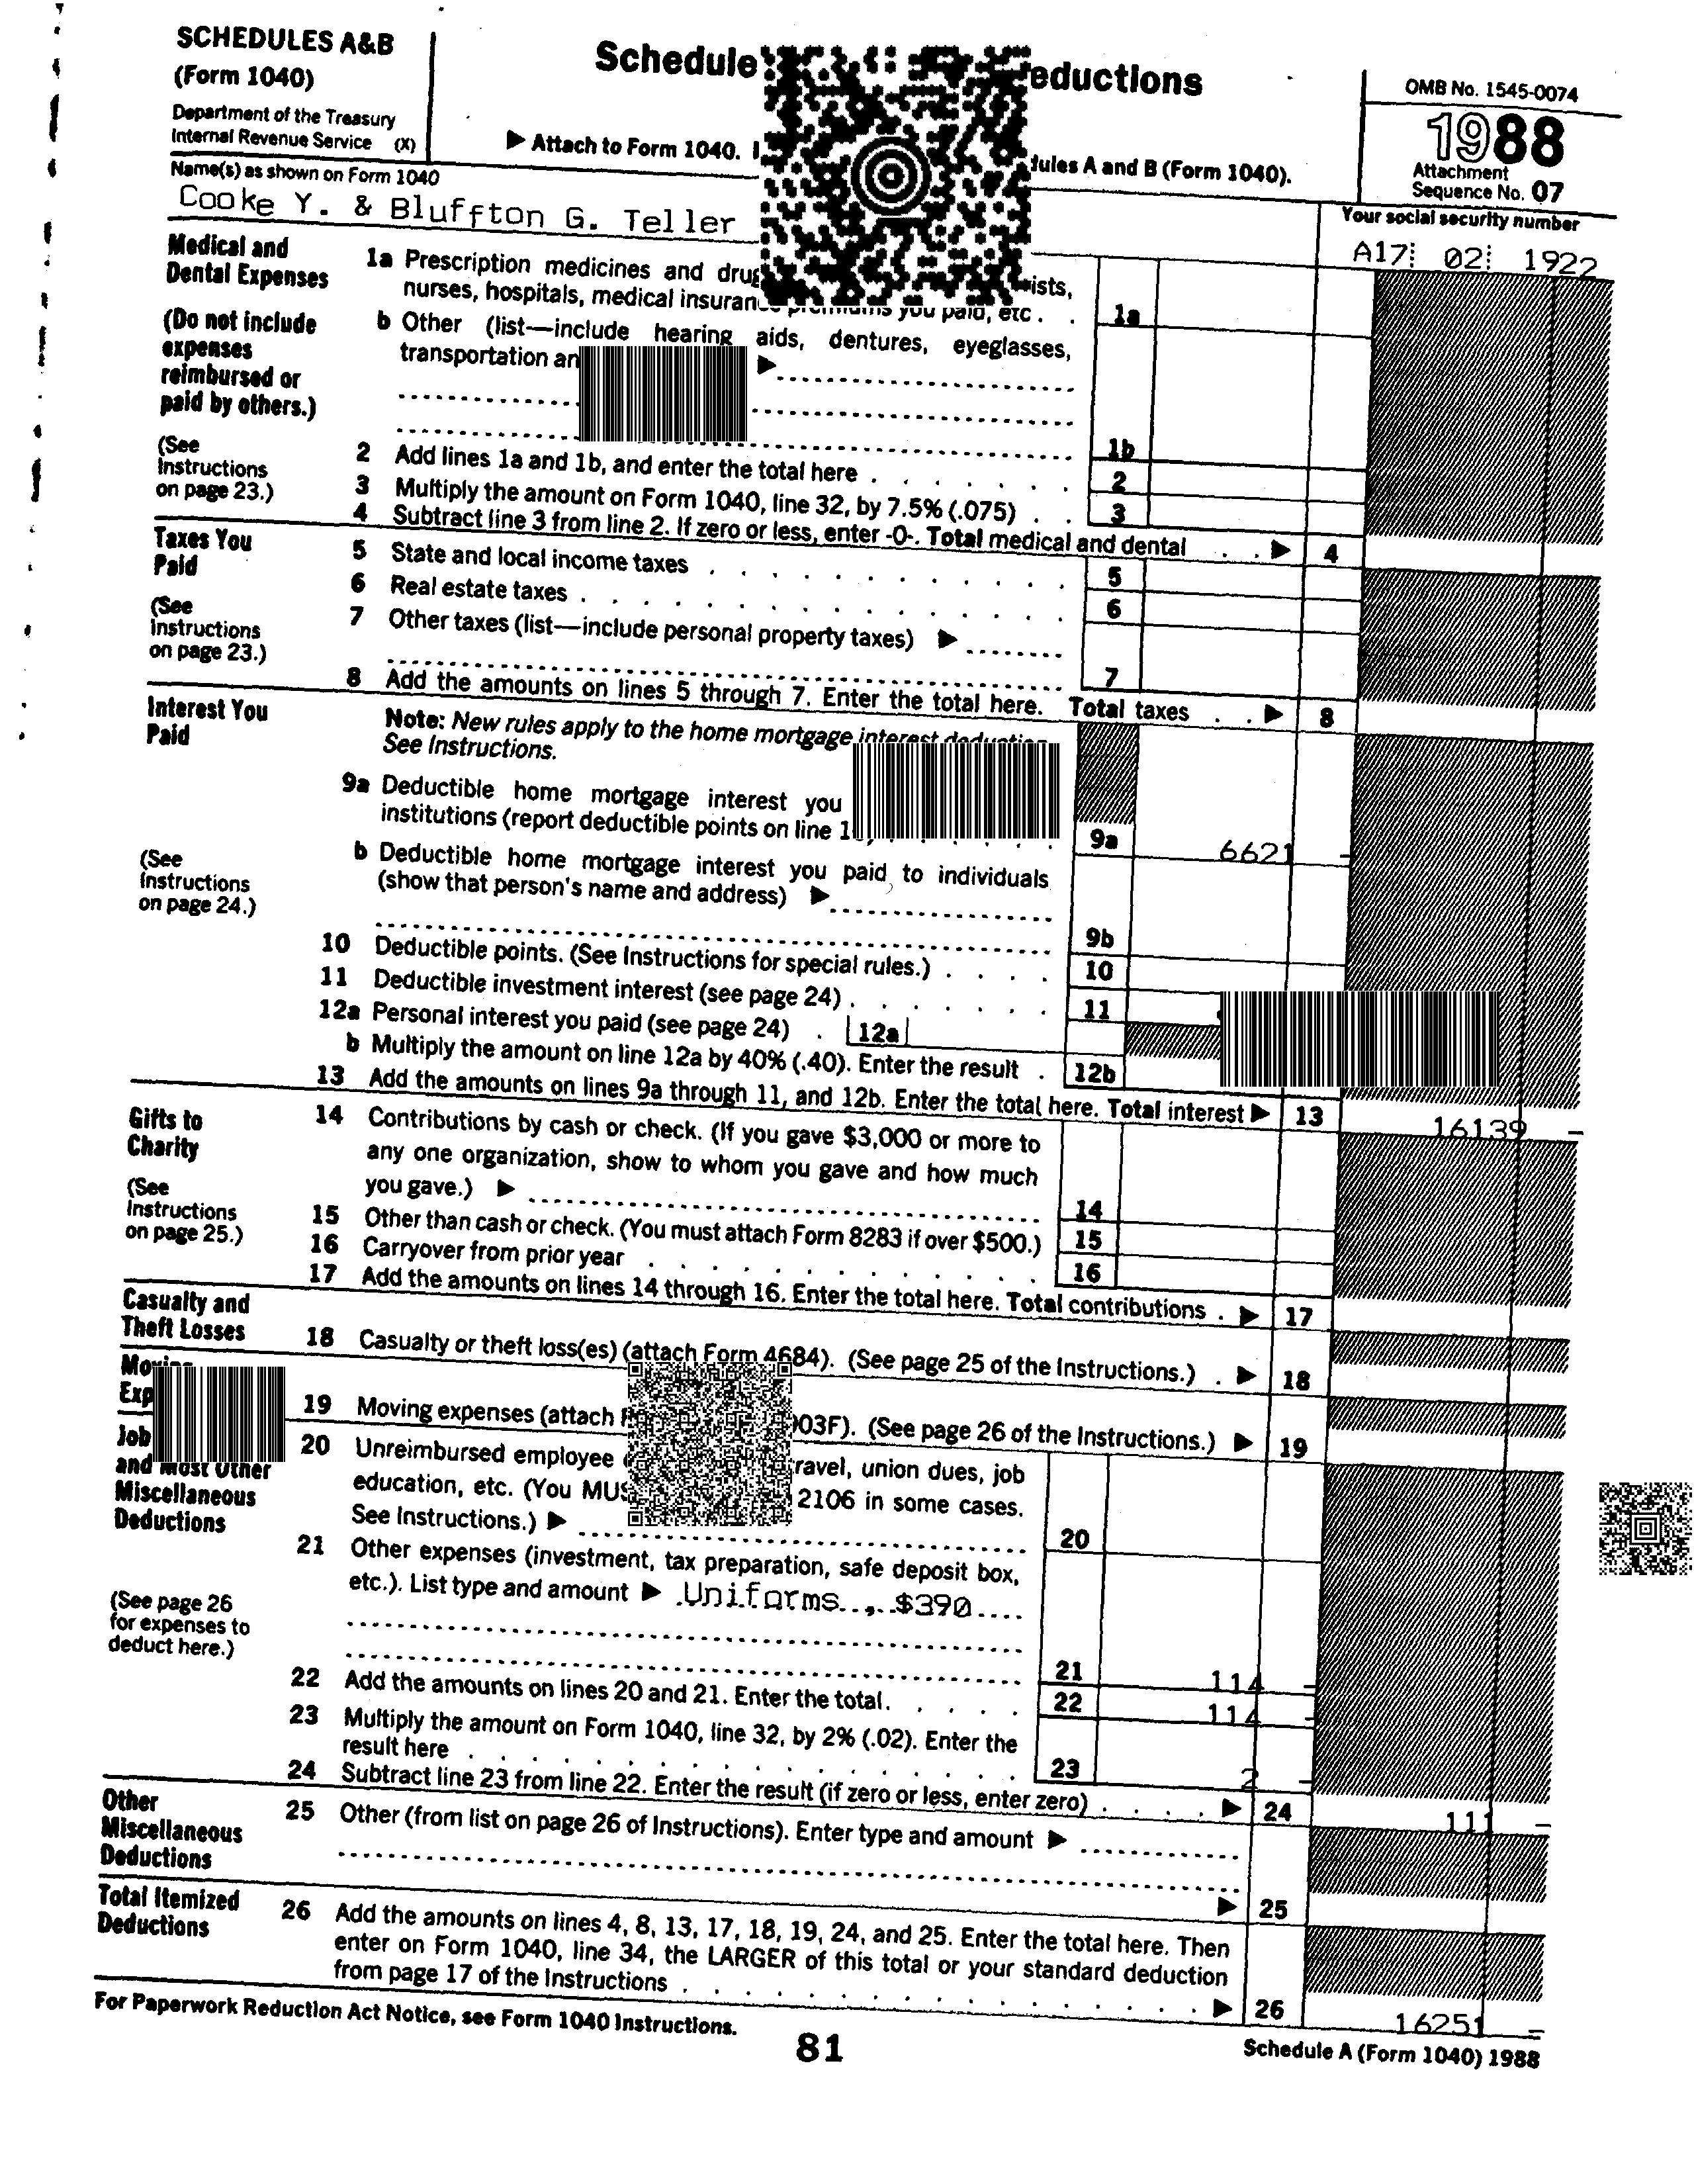 SCHEDULES A&B
(Form 1040)
Department of the Treasury
Internal Revenue Service (X)
Schedule eductions
▶ Attach to Form 1040. dules A and B (Form 1040).
OMB No. 1545-0074
1988
Attachment
Sequence No. 07
Name(s) as shown on Form 1040
Cooke Y. & Bluffton G. Teller
Your social security number
A17 02 1922
Medical and
Dental Expenses
(Do not include
expenses
reimbursed or
paid by others.)
(See
Instructions
on page 23.)
1a Prescription medicines and
nurses, hospitals, medical premiums you paid, etc . . 1a
b Other (list—include hearing aids, dentures, eyeglasses,
transportation ▶
1b
2 Add lines 1a and 1b, and enter the total here . . . . . . . 2
3 Multiply the amount on Form 1040, line 32, by 7.5% (.075) . . 3
4 Subtract line 3 from line 2. If zero or less, enter -0-. Total medical and dental . . ▶ 4
Taxes You
Paid
(See
Instructions
on page 23.)
5 State and local income taxes . . . . . . . . . . . . 5
6 Real estate taxes . . . . . . . . . . . . . . 6
7 Other taxes (list—include personal property taxes) ▶
7
8 Add the amounts on lines 5 through 7. Enter the total here. Total taxes . . ▶ 8
Interest You
Paid
(See
Instructions
on page 24.)
Note: New rules apply to the home mortgage interest deduction.
See Instructions.
9a Deductible home mortgage interest you
institutions (report deductible points on line 9a 6621 -
b Deductible home mortgage interest you paid to individuals
(show that person's name and address) ▶
9b
10 Deductible points. (See Instructions for special rules.) . . . . 10
11 Deductible investment interest (see page 24) . . . . . . . 11
12a Personal interest you paid (see page 24) . 12a
b Multiply the amount on line 12a by 40% (.40). Enter the result . 12b
13 Add the amounts on lines 9a through 11, and 12b. Enter the total here. Total interest ▶ 13 16139 -
Gifts to
Charity
(See
Instructions
on page 25.)
14 Contributions by cash or check. (If you gave $3,000 or more to
any one organization, show to whom you gave and how much
you gave.) ▶
14
15 Other than cash or check. (You must attach Form 8283 if over $500.) 15
16 Carryover from prior year . . . . . . . . . . . . . 16
17 Add the amounts on lines 14 through 16. Enter the total here. Total contributions . ▶ 17
Casualty and
Theft Losses
18 Casualty or theft loss(es) (attach Form 4684). (See page 25 of the Instructions.) . ▶ 18
19 Moving expenses (attach 03F). (See page 26 of the Instructions.) ▶ 19
Job
and Most Other
Miscellaneous
Deductions
(See page 26
for expenses to
deduct here.)
20 Unreimbursed employee travel, union dues, job
education, etc. (You MUST 2106 in some cases.
See Instructions.) ▶ 20
21 Other expenses (investment, tax preparation, safe deposit box,
etc.). List type and amount ▶ Uniforms , $390
21 114 -
22 Add the amounts on lines 20 and 21. Enter the total. . . . . 22 114 -
23 Multiply the amount on Form 1040, line 32, by 2% (.02). Enter the
result here . . . . . . . . . . . . . . . . . 23 2 -
24 Subtract line 23 from line 22. Enter the result (if zero or less, enter zero) . . . . ▶ 24 111 -
Other
Miscellaneous
Deductions
25 Other (from list on page 26 of Instructions). Enter type and amount ▶
▶ 25
Total Itemized
Deductions
26 Add the amounts on lines 4, 8, 13, 17, 18, 19, 24, and 25. Enter the total here. Then
enter on Form 1040, line 34, the LARGER of this total or your standard deduction
from page 17 of the Instructions . . . . . . . . . . . . . . . . ▶ 26 16251 -
For Paperwork Reduction Act Notice, see Form 1040 Instructions.
81
Schedule A (Form 1040) 1988